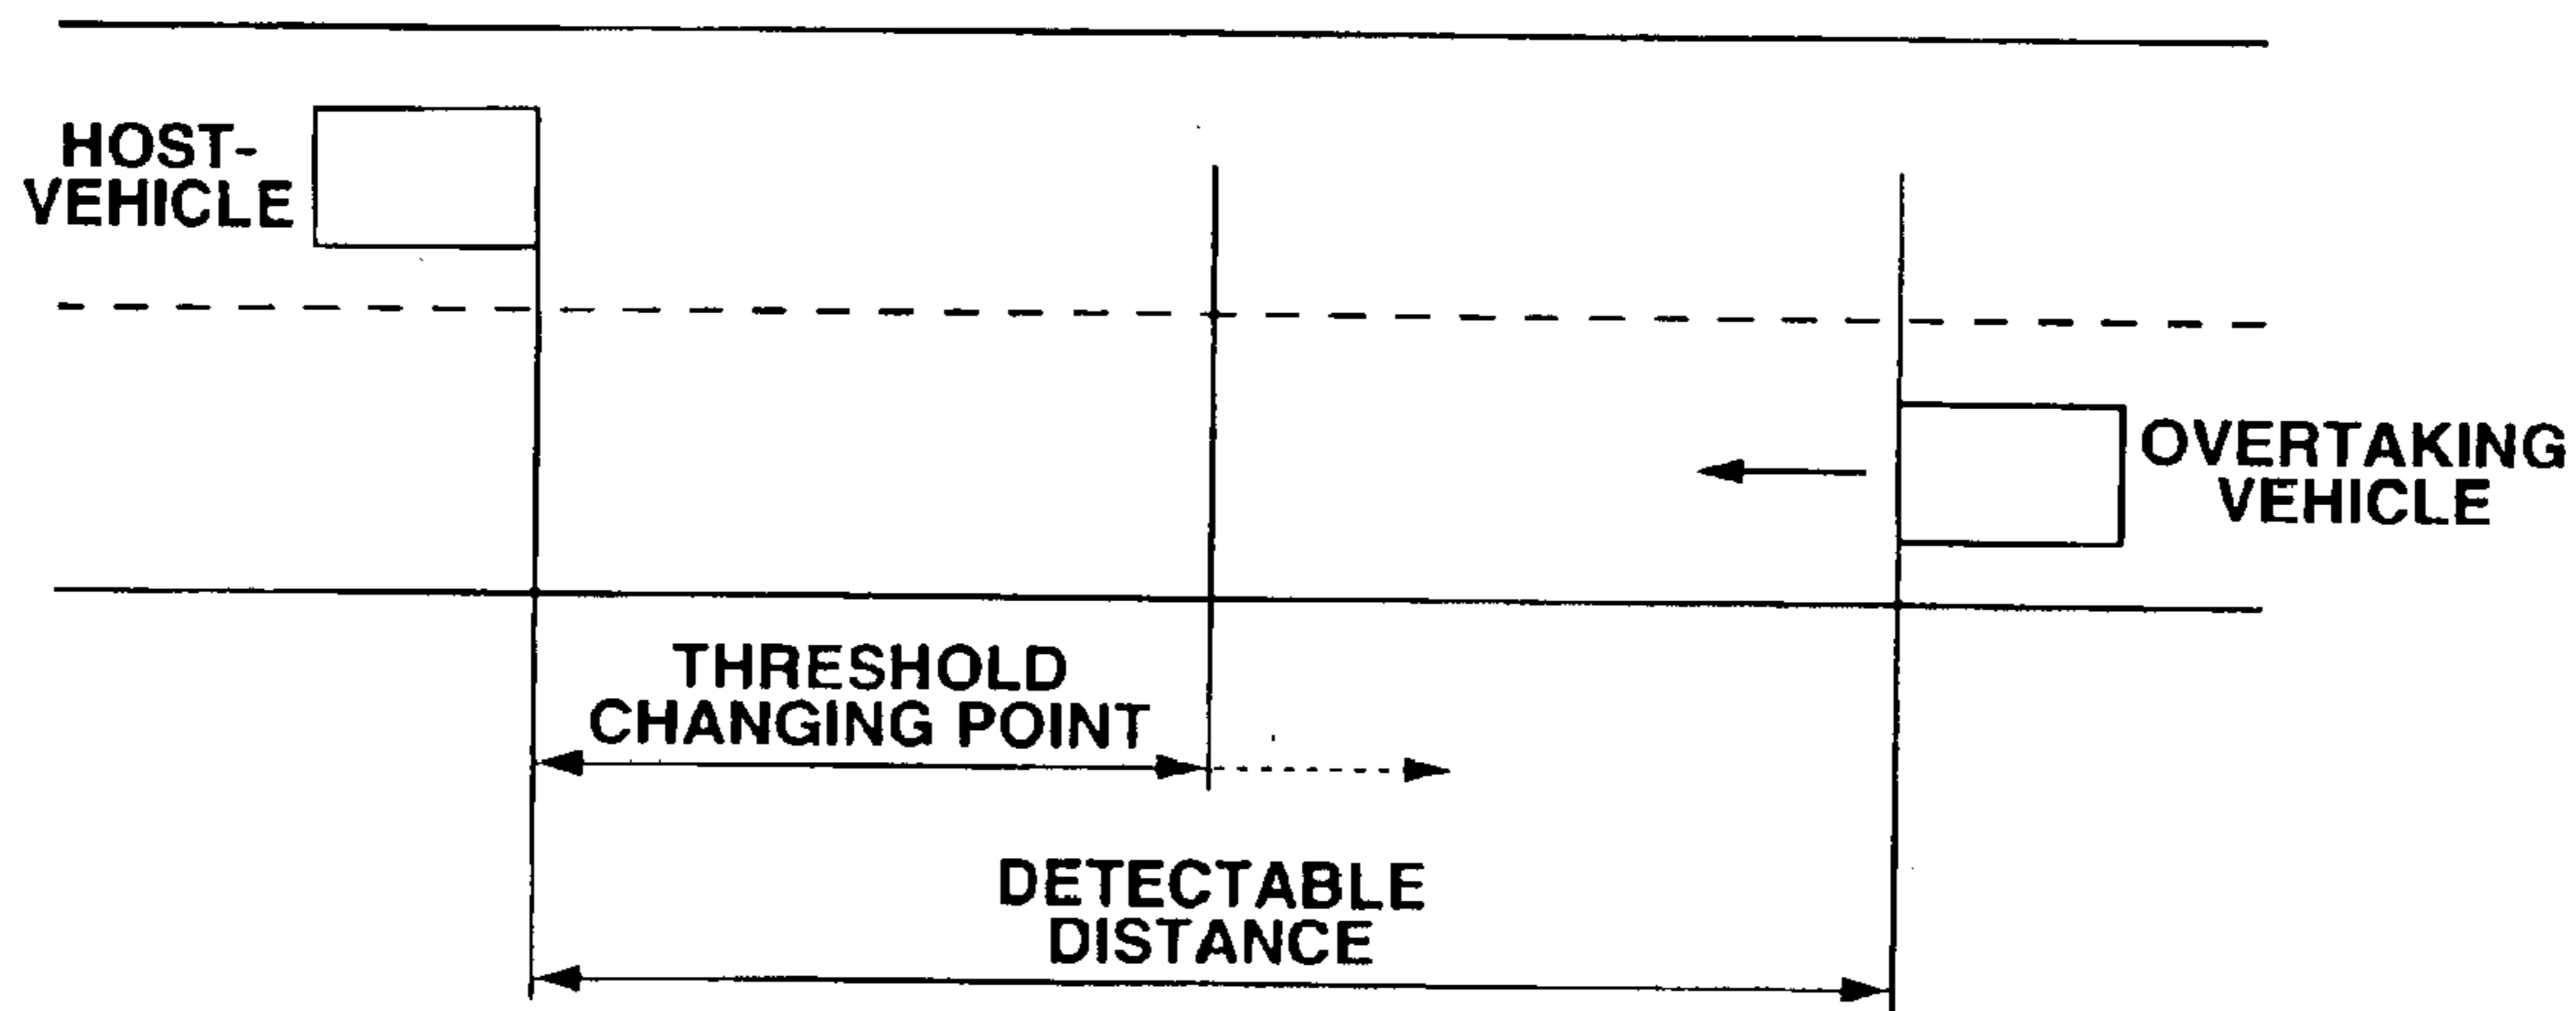 HOST-
VEHICLE
OVERTAKING
VEHICLE
THRESHOLD
CHANGING POINT
DETECTABLE
DISTANCE